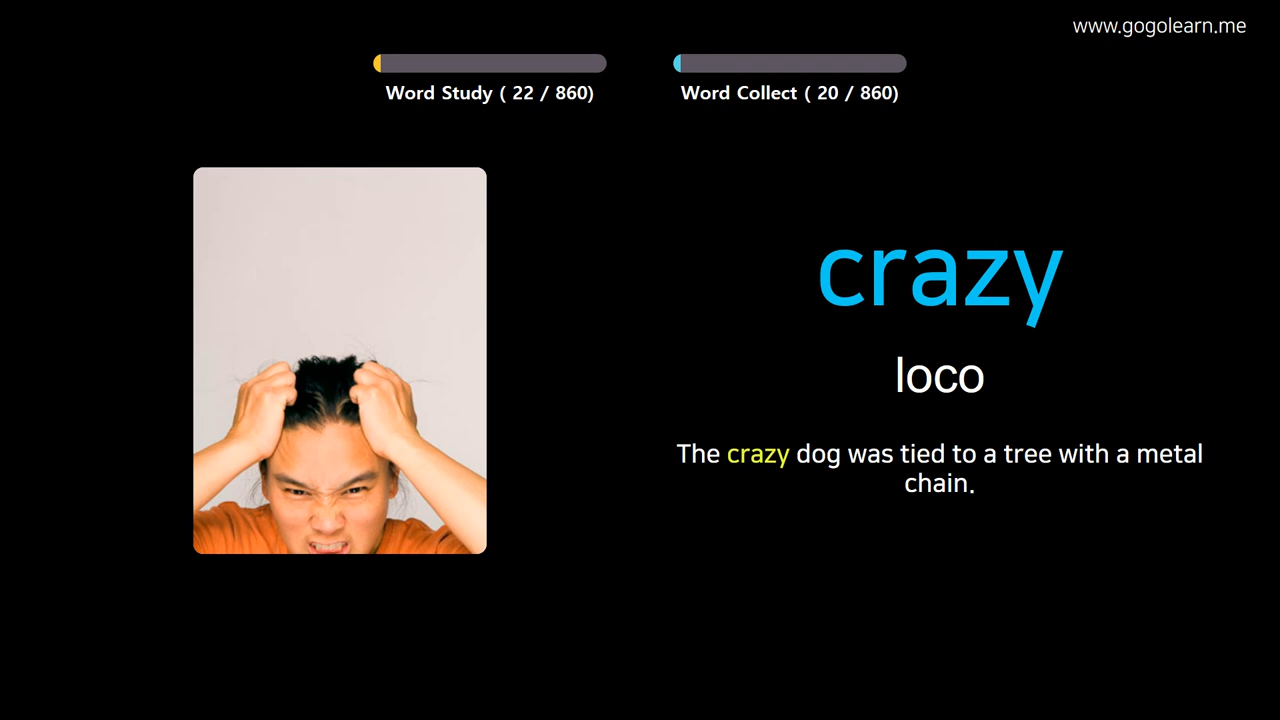 www.gogolearn.me
Word Study ( 22 / 860)
Word Collect ( 20 / 860)
crazy
loco
The crazy dog was tied to a tree with a metal
chain.